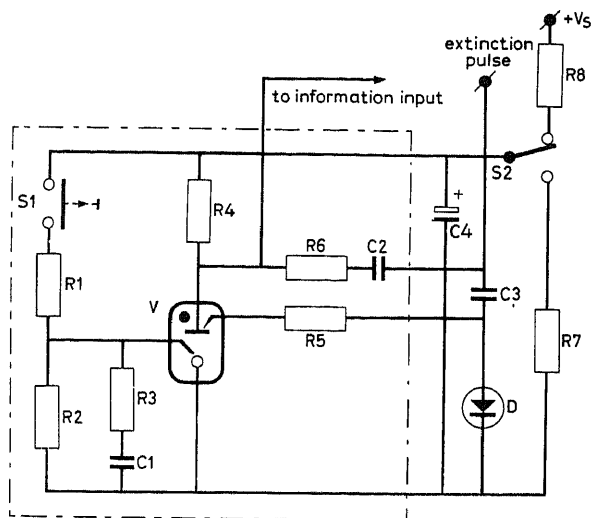 +VS
extinction
pulse
R8
to information input
S2
S1
R4
+
C4
R6
C2
R1
V
C3
R5
R7
R2
R3
D
C1